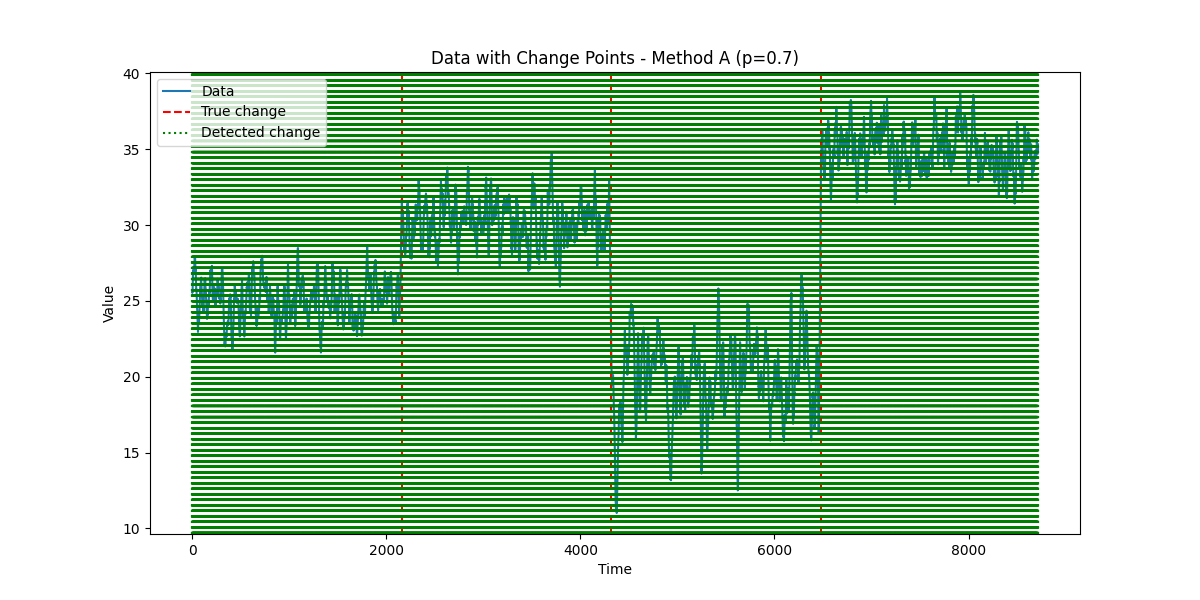 Data with Change Points - Method A (p=0.7)
Data
True change
Detected change
40
35
30
25
20
15
10
Value
0
2000
4000
6000
8000
Time